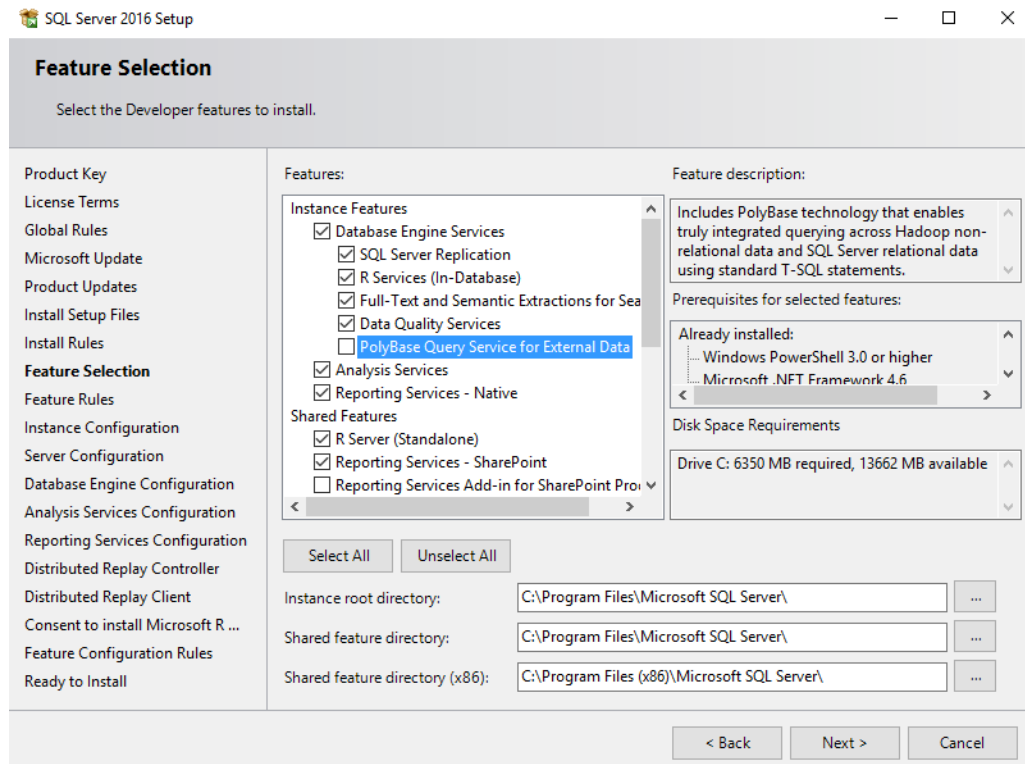 SQL Server 2016 Setup
Feature Selection
Select the Developer features to install.
Product Key
License Terms
Global Rules
Microsoft Update
Product Updates
Install Setup Files
Install Rules
Feature Selection
Feature Rules
Instance Configuration
Server Configuration
Database Engine Configuration
Analysis Services Configuration
Reporting Services Configuration
Distributed Replay Controller
Distributed Replay Client
Consent to install Microsoft R ...
Feature Configuration Rules
Ready to Install
Features:
Instance Features
Database Engine Services
SQL Server Replication
R Services (In-Database)
Full-Text and Semantic Extractions for Sea
Data Quality Services
PolyBase Query Service for External Data
Analysis Services
Reporting Services - Native
Shared Features
R Server (Standalone)
Reporting Services - SharePoint
Reporting Services Add-in for SharePoint Pro
Feature description:
Includes PolyBase technology that enables
truly integrated querying across Hadoop non-
relational data and SQL Server relational data
using standard T-SQL statements.
Prerequisites for selected features:
Already installed:
Windows PowerShell 3.0 or higher
Microsoft .NET Framework 4.6
Disk Space Requirements
Drive C: 6350 MB required, 13662 MB available
Select All
Unselect All
Instance root directory:
C:\Program Files\Microsoft SQL Server\
...
Shared feature directory:
C:\Program Files\Microsoft SQL Server\
...
Shared feature directory (x86):
C:\Program Files (x86)\Microsoft SQL Server\
...
< Back
Next >
Cancel